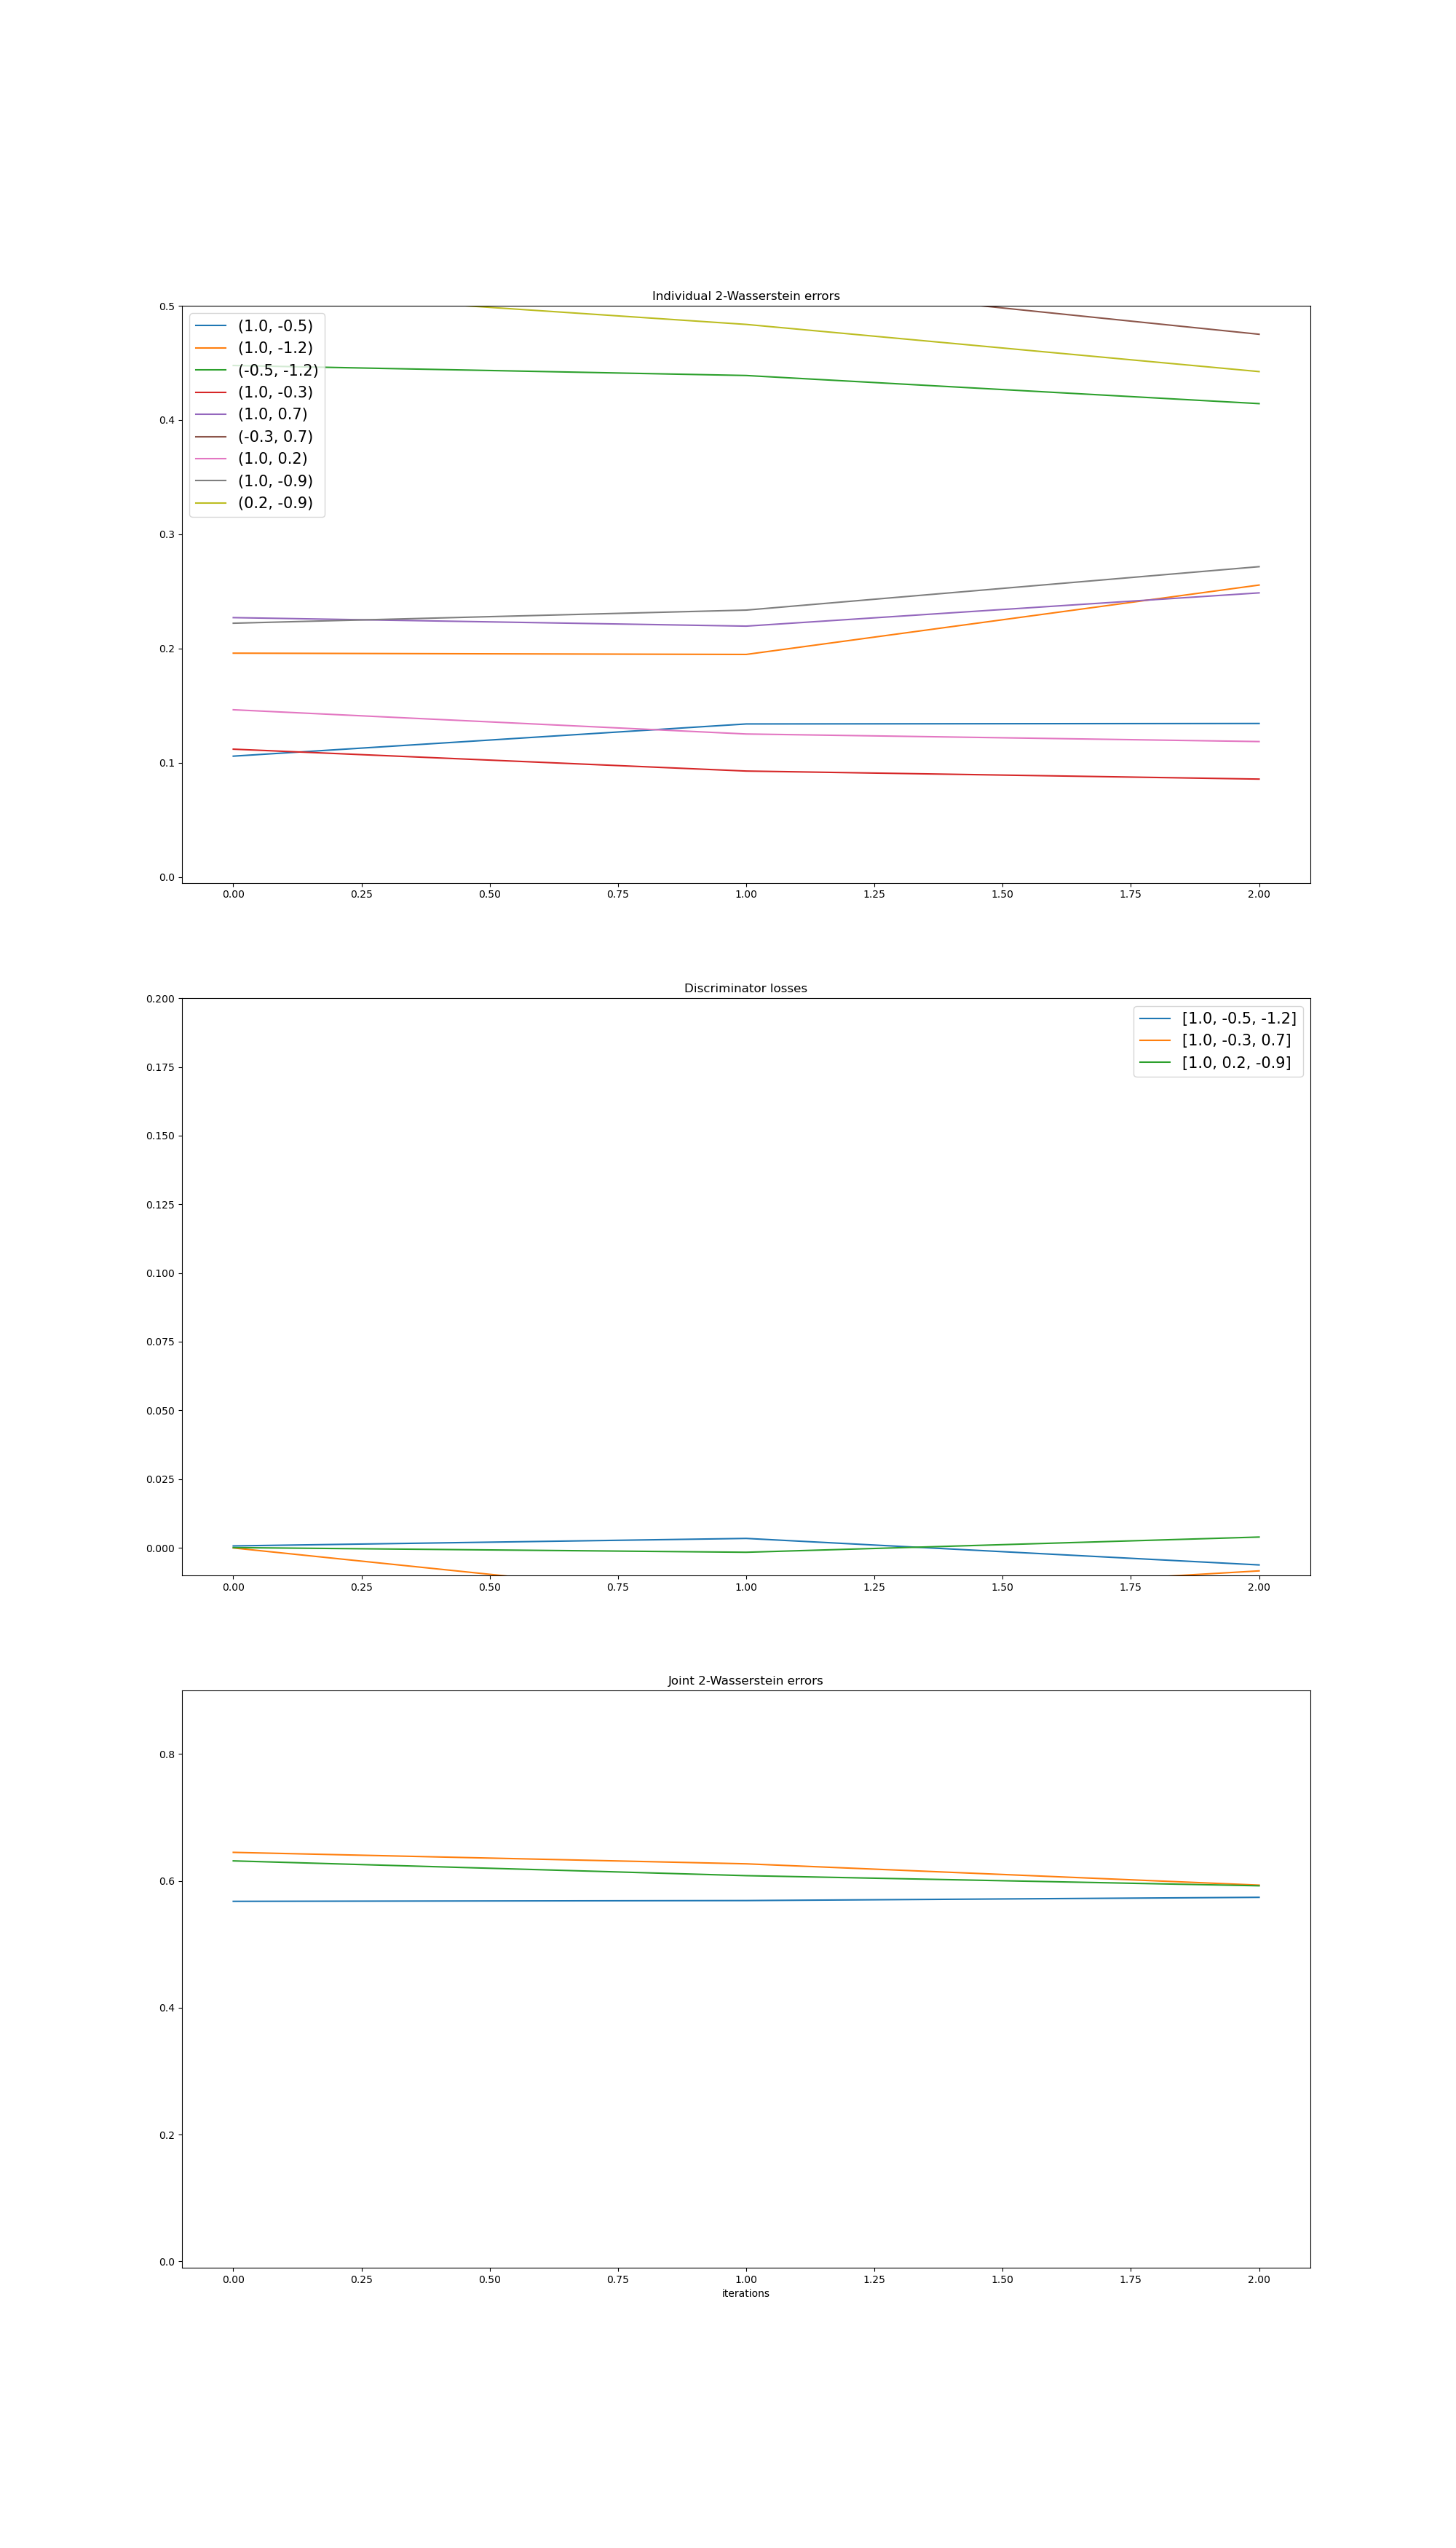 Individual 2-Wasserstein errors
0.5
0.4
0.3
0.2
0.1
0.0
(1.0, -0.5)
(1.0, -1.2)
(-0.5, -1.2)
(1.0, -0.3)
(1.0, 0.7)
(-0.3, 0.7)
(1.0, 0.2)
(1.0, -0.9)
(0.2, -0.9)
0.00 0.25 0.50 0.75 1.00 1.25 1.50 1.75 2.00
Discriminator losses
0.200
0.175
0.150
0.125
0.100
0.075
0.050
0.025
0.000
[1.0, -0.5, -1.2]
[1.0, -0.3, 0.7]
[1.0, 0.2, -0.9]
0.00 0.25 0.50 0.75 1.00 1.25 1.50 1.75 2.00
Joint 2-Wasserstein errors
0.8
0.6
0.4
0.2
0.0
0.00 0.25 0.50 0.75 1.00 1.25 1.50 1.75 2.00
iterations